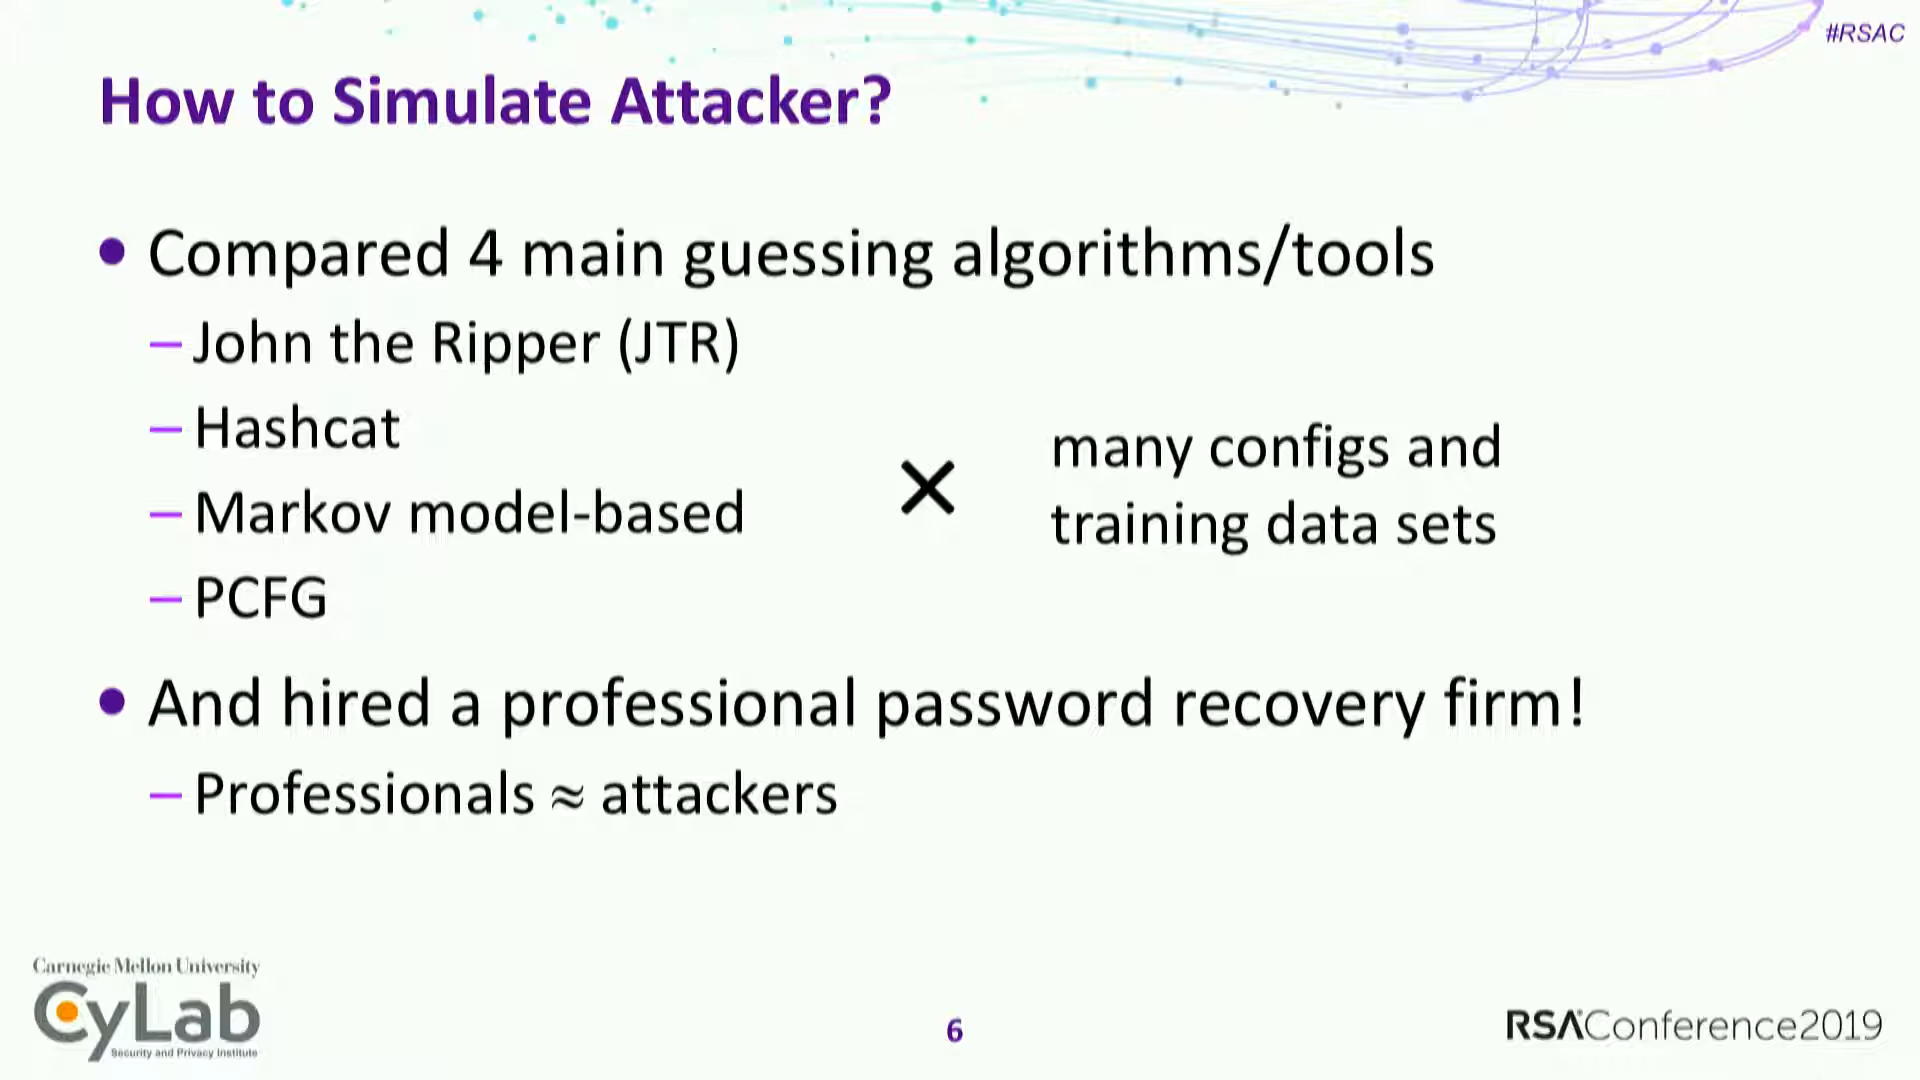 #RSAC
How to Simulate Attacker?
• Compared 4 main guessing algorithms/tools
– John the Ripper (JTR)
– Hashcat
– Markov model-based
– PCFG
× many configs and
training data sets
• And hired a professional password recovery firm!
– Professionals ≈ attackers
Carnegie Mellon University
CyLab
Security and Privacy Institute
6
RSAConference2019